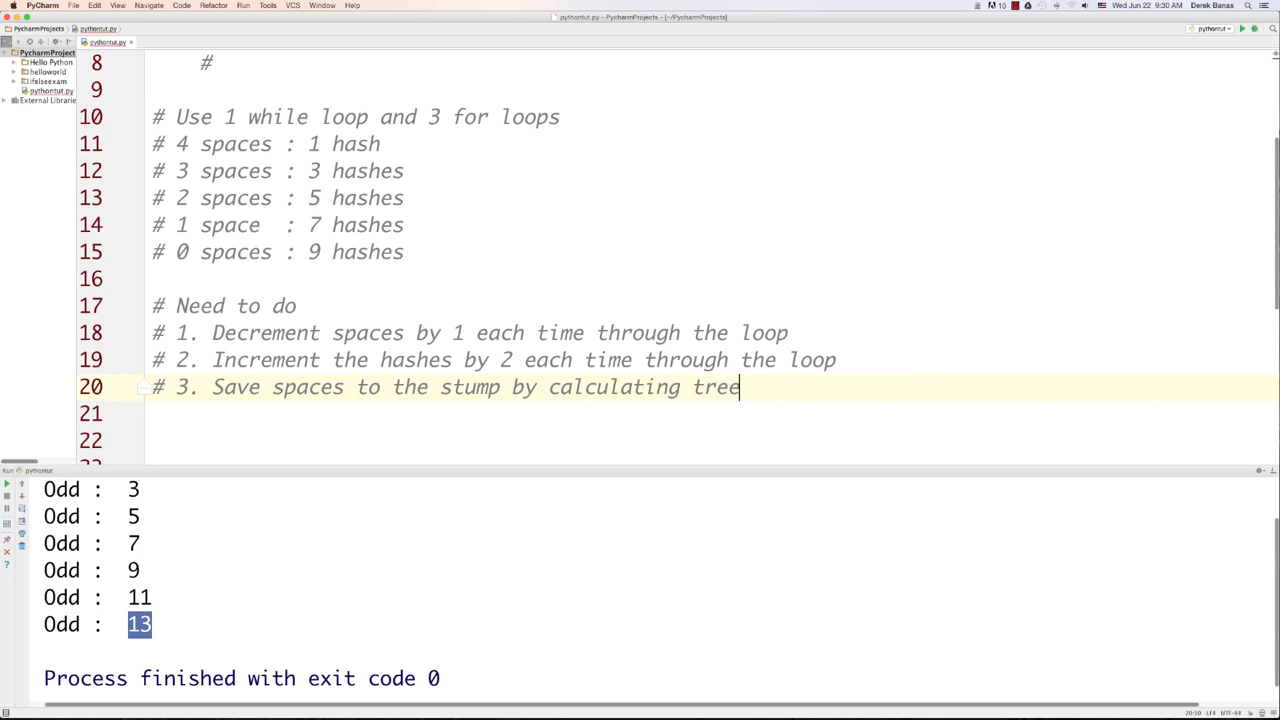 PyCharm File Edit View Navigate Code Refactor Run Tools VCS Window Help
10 Wed Jun 22 9:30 AM Derek Banas
pythontut.py - PycharmProjects - [~/PycharmProjects]
PycharmProjects pythontut.py
pythontut
pythontut.py
PycharmProject
Hello Python
helloworld
ifelseexam
pythontut.py
External Librarie
8 #
9
10 # Use 1 while loop and 3 for loops
11 # 4 spaces : 1 hash
12 # 3 spaces : 3 hashes
13 # 2 spaces : 5 hashes
14 # 1 space  : 7 hashes
15 # 0 spaces : 9 hashes
16
17 # Need to do
18 # 1. Decrement spaces by 1 each time through the loop
19 # 2. Increment the hashes by 2 each time through the loop
20 # 3. Save spaces to the stump by calculating tree
21
22
Run pythontut
Odd :  3
Odd :  5
Odd :  7
Odd :  9
Odd :  11
Odd :  13
Process finished with exit code 0
20:50 LF÷ UTF-8÷